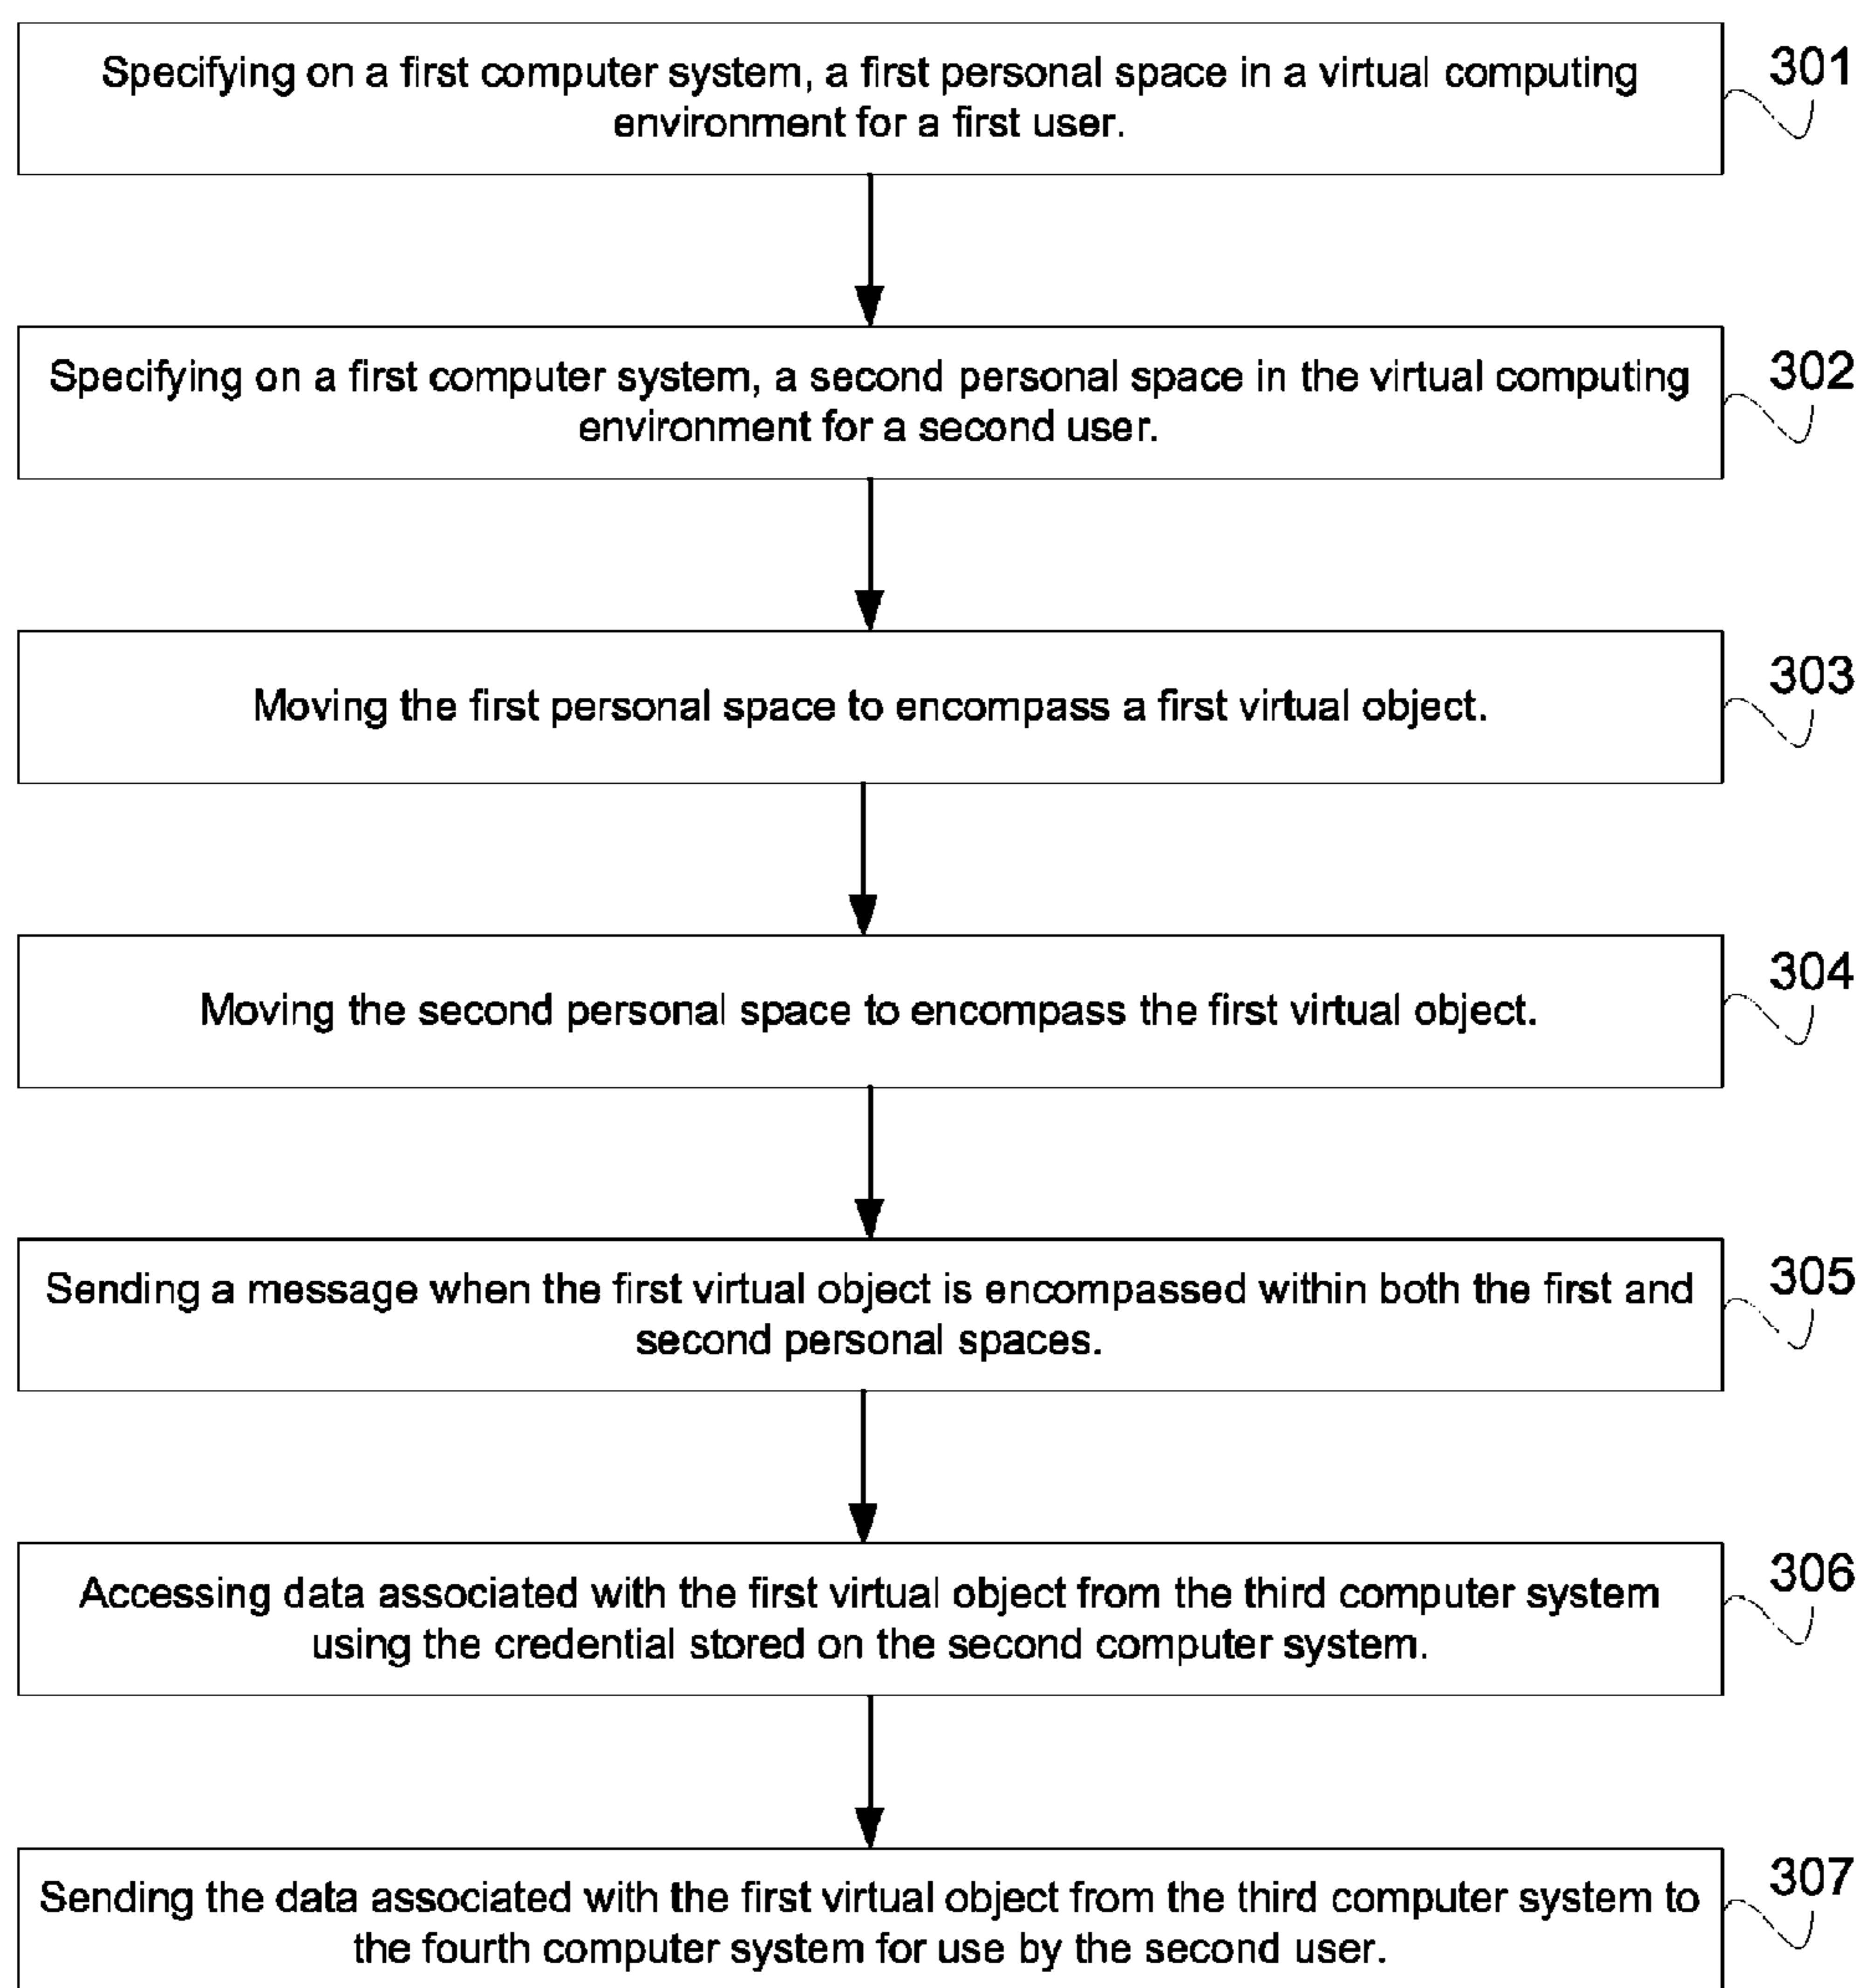 Specifying on a first computer system, a first personal space in a virtual computing
environment for a first user.
301
Specifying on a first computer system, a second personal space in the virtual computing
environment for a second user.
302
Moving the first personal space to encompass a first virtual object.
303
Moving the second personal space to encompass the first virtual object.
304
Sending a message when the first virtual object is encompassed within both the first and
second personal spaces.
305
Accessing data associated with the first virtual object from the third computer system
using the credential stored on the second computer system.
306
Sending the data associated with the first virtual object from the third computer system to
the fourth computer system for use by the second user.
307